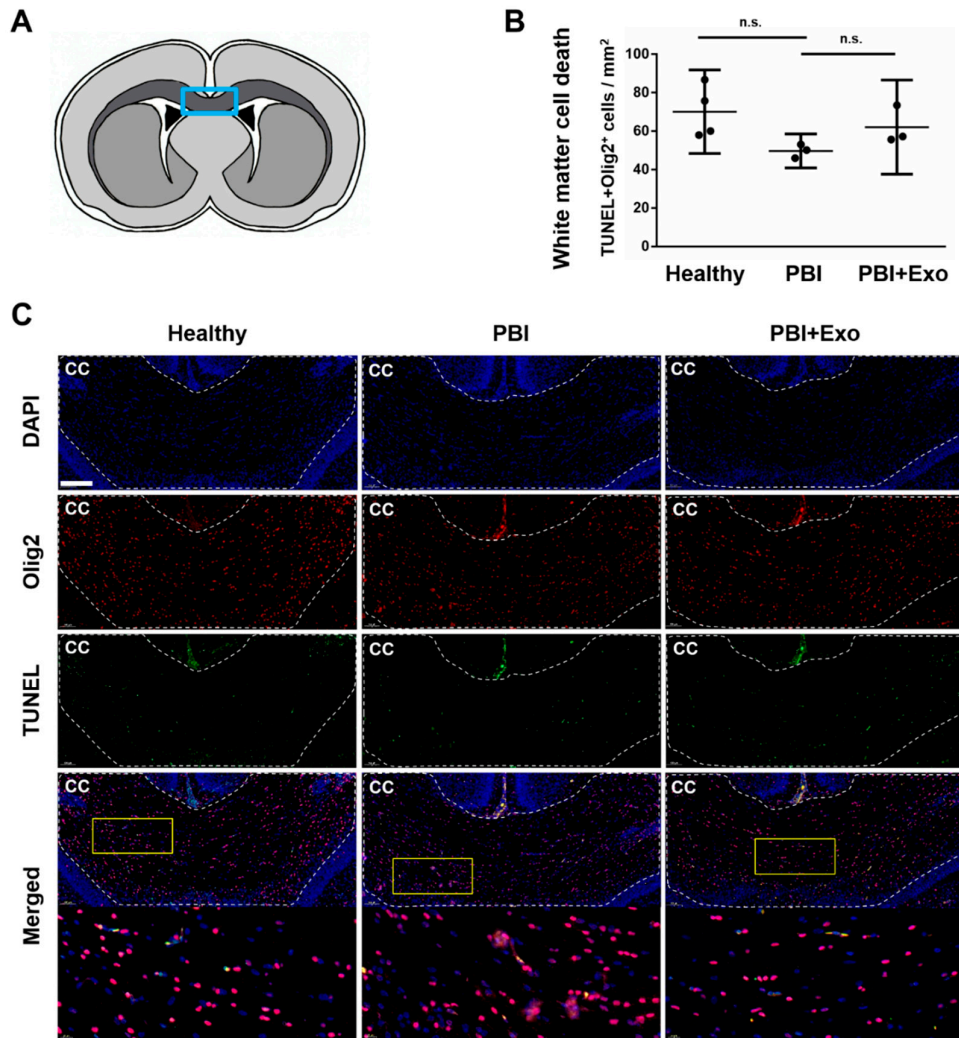 A
B
n.s.
n.s.
White matter cell death
TUNEL+Olig2⁺ cells / mm²
100
80
60
40
20
0
Healthy PBI PBI+Exo
C
Healthy PBI PBI+Exo
DAPI
CC CC CC
Olig2
CC CC CC
TUNEL
CC CC CC
Merged
CC CC CC